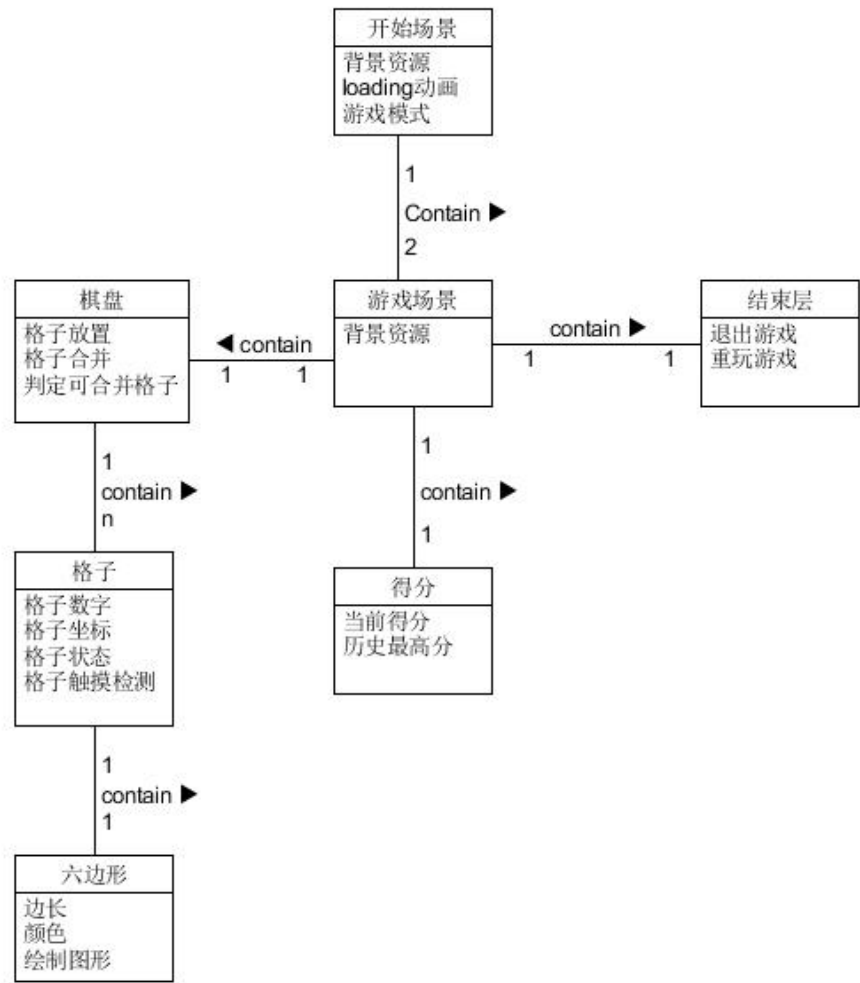 开始场景
背景资源
loading动画
游戏模式
1
Contain ▶
2
棋盘
格子放置
格子合并
判定可合并格子
◀ contain
1 1
游戏场景
背景资源
contain ▶
1 1
结束层
退出游戏
重玩游戏
1
contain ▶
n
1
contain ▶
1
格子
格子数字
格子坐标
格子状态
格子触摸检测
得分
当前得分
历史最高分
1
contain ▶
1
六边形
边长
颜色
绘制图形